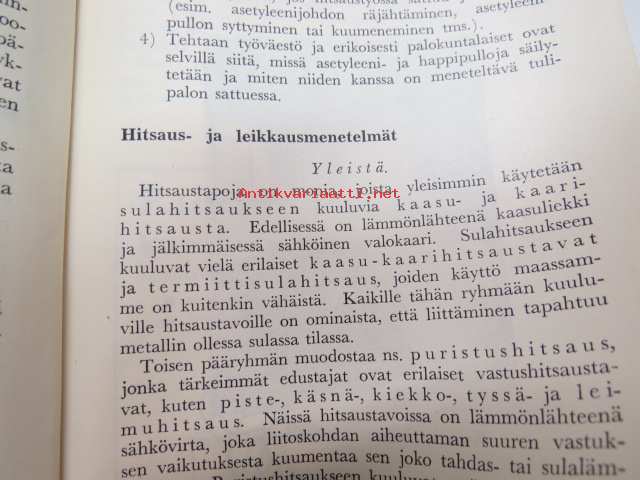 (esim. asetyleenijohdon räjähtäminen, asetyleeni-
pullon syttyminen tai kuumeneminen tms.).
4) Tehtaan työväestö ja erikoisesti palokuntalaiset ovat
selvillä siitä, missä asetyleeni- ja happipulloja säily-
tetään ja miten niiden kanssa on meneteltävä tuli-
palon sattuessa.
Hitsaus- ja leikkausmenetelmät
Yleistä.
Hitsaustapoja on monia, joista yleisimmin käytetään
Antikvariaatti.net
sulahitsaukseen kuuluvia kaasu- ja kaari-
hitsausta. Edellisessä on lämmönlähteenä kaasuliekki
ja jälkimmäisessä sähköinen valokaari. Sulahitsaukseen
kuuluvat vielä erilaiset kaasu-kaarihitsaustavat
ja termiittisulahitsaus, joiden käyttö maassam-
me on kuitenkin vähäistä. Kaikille tähän ryhmään kuulu-
ville hitsaustavoille on ominaista, että liittäminen tapahtuu
metallin ollessa sulassa tilassa.
Toisen pääryhmän muodostaa ns. puristushitsaus,
jonka tärkeimmät edustajat ovat erilaiset vastushitsausta-
vat, kuten piste-, käsnä-, kiekko-, tyssä- ja lei-
muhitsaus. Näissä hitsaustavoissa on lämmönlähteenä
sähkövirta, joka liitoskohdan aiheuttaman suuren vastuk-
sen vaikutuksesta kuumentaa sen joko tahdas- tai sulaläm-